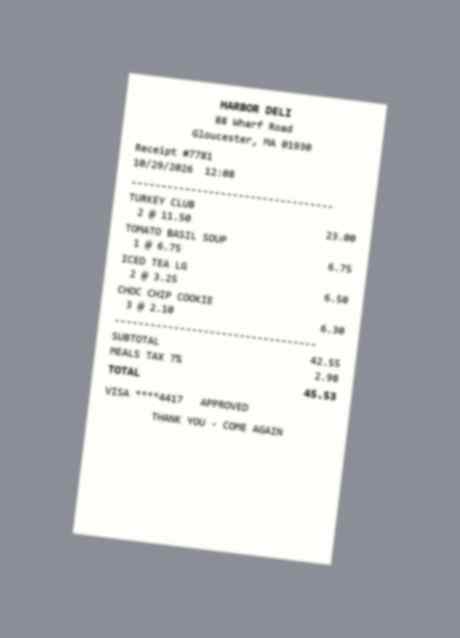 HARBOR DELI
88 Wharf Road
Gloucester, MA 01930
Receipt #7781
10/29/2026 12:08
--------------------------------
TURKEY CLUB
2 @ 11.50 23.00
TOMATO BASIL SOUP
1 @ 6.75 6.75
ICED TEA LG
2 @ 3.25 6.50
CHOC CHIP COOKIE
3 @ 2.10 6.30
--------------------------------
SUBTOTAL 42.55
MEALS TAX 7% 2.98
TOTAL 45.53
VISA ****4417 APPROVED
THANK YOU - COME AGAIN